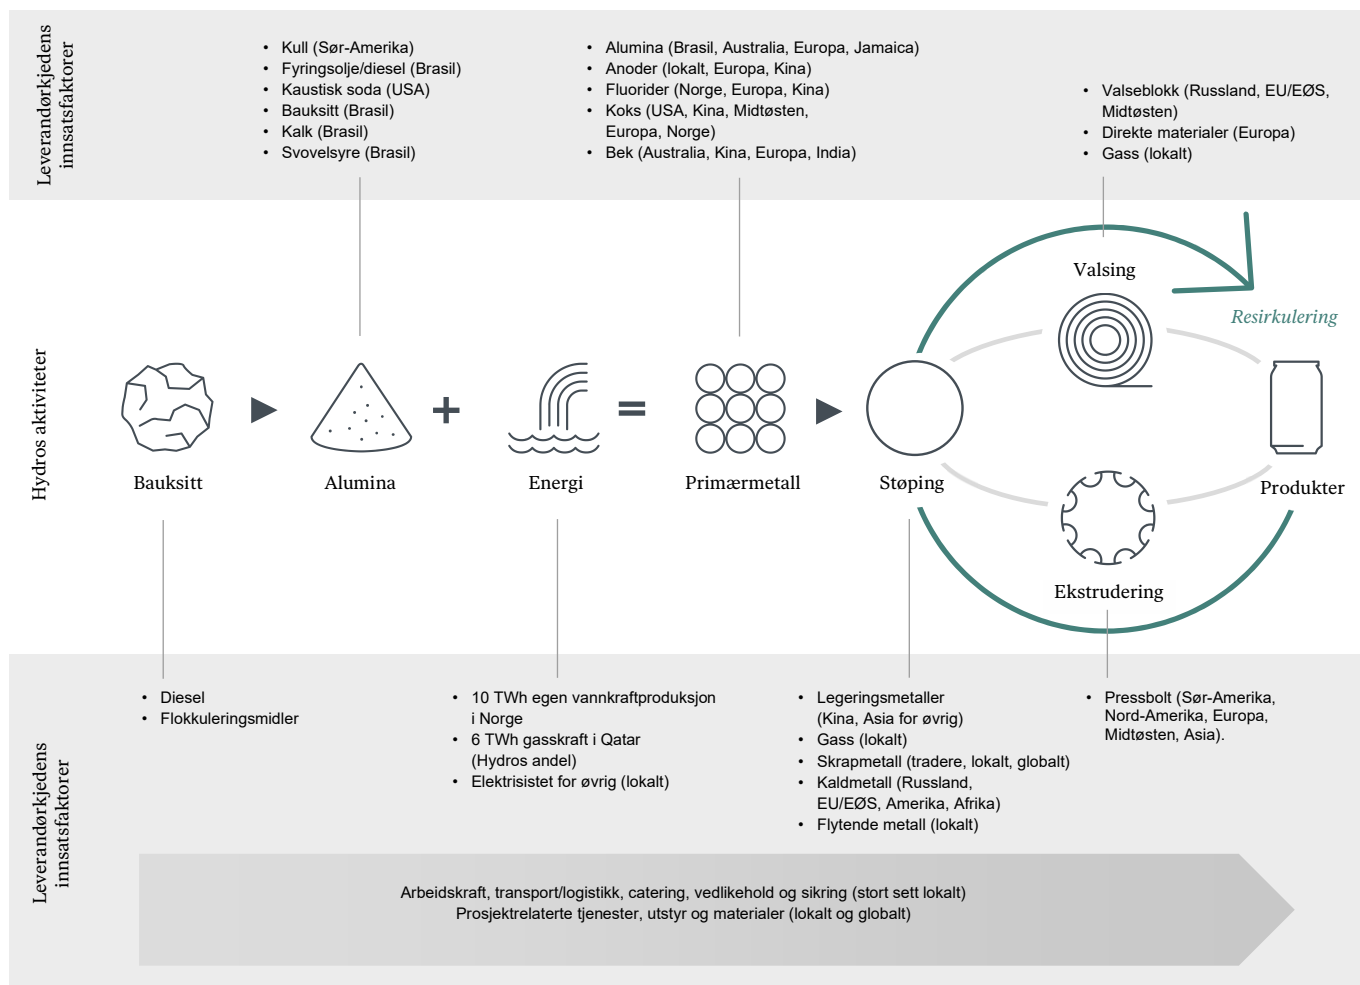 Leverandørkjedens
innsatsfaktorer
• Kull (Sør-Amerika)
• Fyringsolje/diesel (Brasil)
• Kaustisk soda (USA)
• Bauksitt (Brasil)
• Kalk (Brasil)
• Svovelsyre (Brasil)
• Alumina (Brasil, Australia, Europa, Jamaica)
• Anoder (lokalt, Europa, Kina)
• Fluorider (Norge, Europa, Kina)
• Koks (USA, Kina, Midtøsten,
Europa, Norge)
• Bek (Australia, Kina, Europa, India)
• Valseblokk (Russland, EU/EØS,
Midtøsten)
• Direkte materialer (Europa)
• Gass (lokalt)
Hydros aktiviteter
Bauksitt
Alumina
+
Energi
=
Primærmetall
Støping
Valsing
Resirkulering
Ekstrudering
Produkter
Leverandørkjedens
innsatsfaktorer
• Diesel
• Flokkuleringsmidler
• 10 TWh egen vannkraftproduksjon
i Norge
• 6 TWh gasskraft i Qatar
(Hydros andel)
• Elektrisistet for øvrig (lokalt)
• Legeringsmetaller
(Kina, Asia for øvrig)
• Gass (lokalt)
• Skrapmetall (tradere, lokalt, globalt)
• Kaldmetall (Russland,
EU/EØS, Amerika, Afrika)
• Flytende metall (lokalt)
• Pressbolt (Sør-Amerika,
Nord-Amerika, Europa,
Midtøsten, Asia).
Arbeidskraft, transport/logistikk, catering, vedlikehold og sikring (stort sett lokalt)
Prosjektrelaterte tjenester, utstyr og materialer (lokalt og globalt)